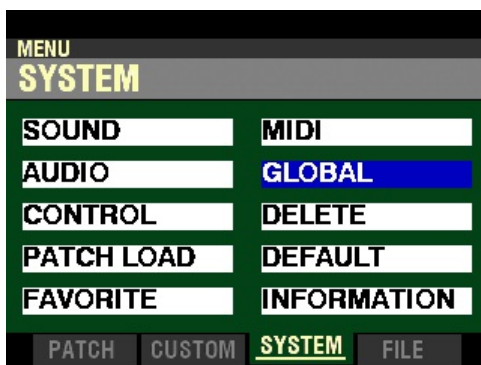 MENU
SYSTEM
SOUND
MIDI
AUDIO
GLOBAL
CONTROL
DELETE
PATCH LOAD
DEFAULT
FAVORITE
INFORMATION
PATCH CUSTOM SYSTEM FILE